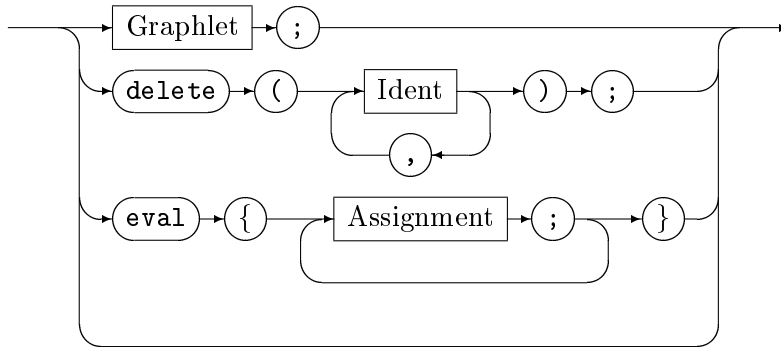 Graphlet ;
delete ( Ident ) ;
,
eval { Assignment ; }